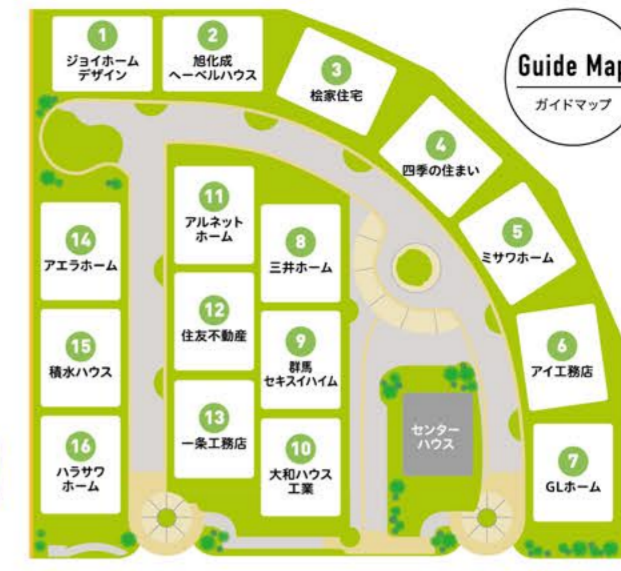 Guide Map
ガイドマップ
1
ジョイホーム
デザイン
2
旭化成
ヘーベルハウス
3
桧家住宅
4
四季の住まい
5
ミサワホーム
6
アイ工務店
7
GLホーム
8
三井ホーム
9
群馬
セキスイハイム
10
大和ハウス
工業
11
アルネット
ホーム
12
住友不動産
13
一条工務店
14
アエラホーム
15
積水ハウス
16
ハラサワ
ホーム
センター
ハウス